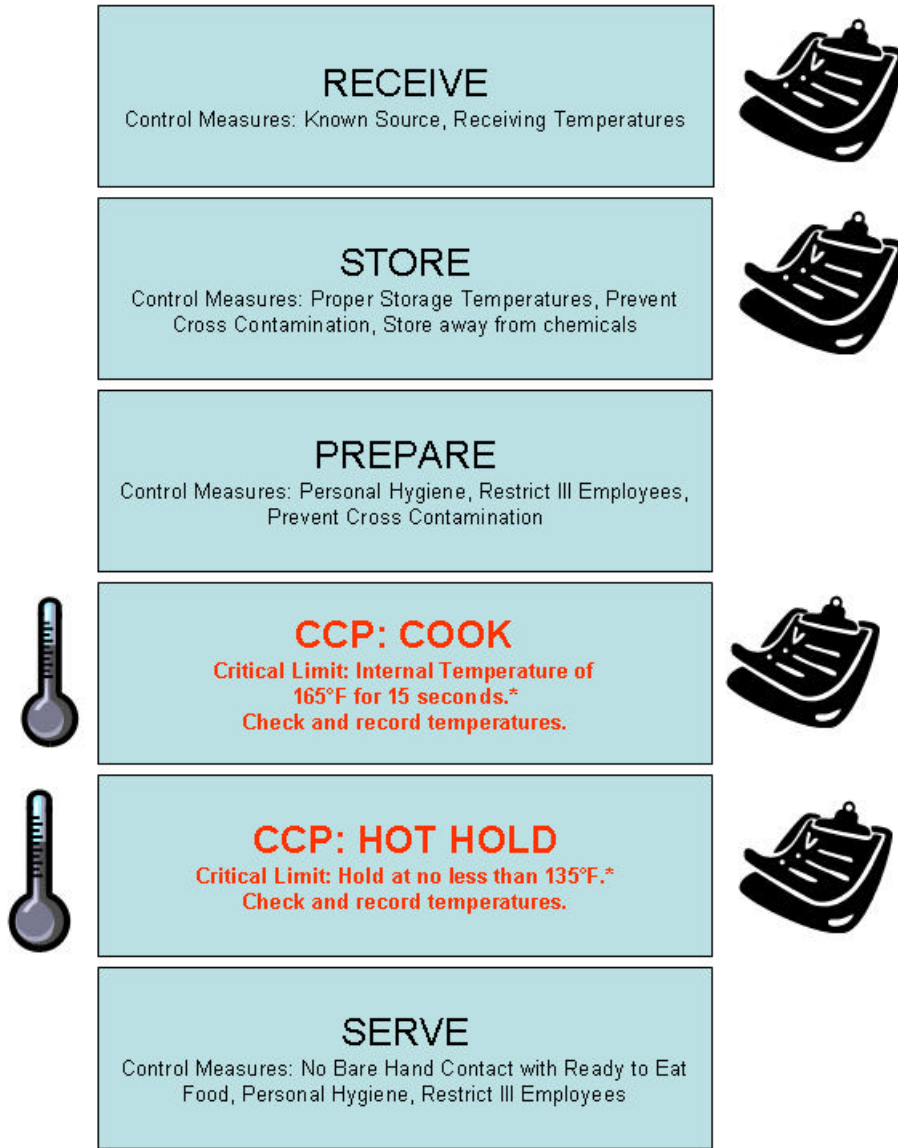 RECEIVE
Control Measures: Known Source, Receiving Temperatures
STORE
Control Measures: Proper Storage Temperatures, Prevent
Cross Contamination, Store away from chemicals
PREPARE
Control Measures: Personal Hygiene, Restrict Ill Employees,
Prevent Cross Contamination
CCP: COOK
Critical Limit: Internal Temperature of
165°F for 15 seconds.*
Check and record temperatures.
CCP: HOT HOLD
Critical Limit: Hold at no less than 135°F.*
Check and record temperatures.
SERVE
Control Measures: No Bare Hand Contact with Ready to Eat
Food, Personal Hygiene, Restrict Ill Employees